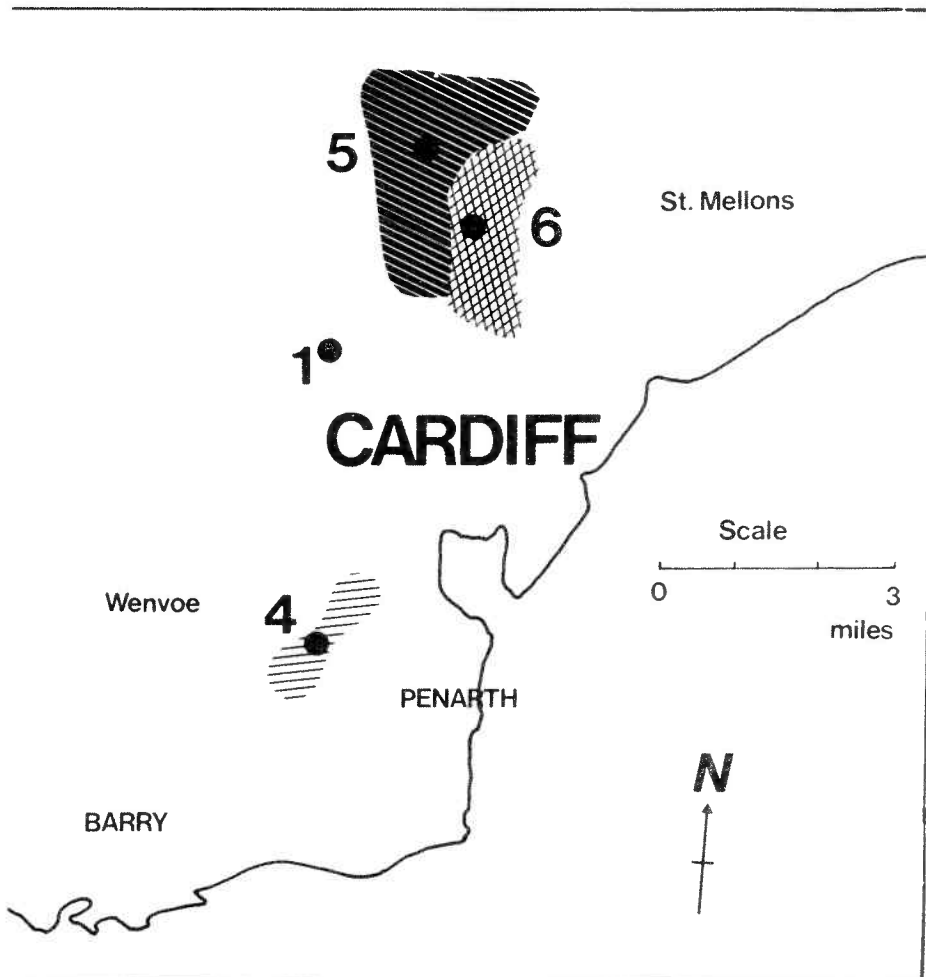 5
St. Mellons
6
1
CARDIFF
Scale
0 3
miles
Wenvoe
4
PENARTH
N
BARRY